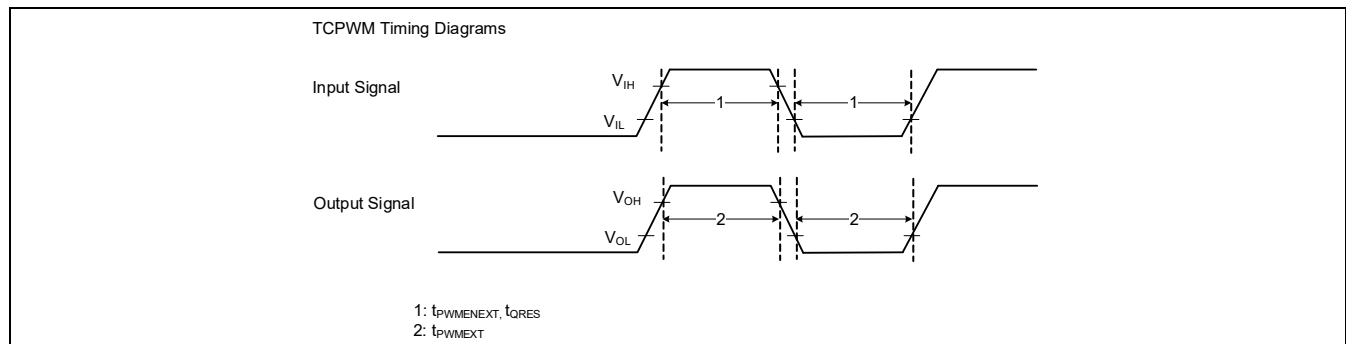 TCPWM Timing Diagrams
Input Signal
VIH
VIL
1
1
Output Signal
VOH
VOL
2
2
1: tPWMENEXT, tQRES
2: tPWMEXT